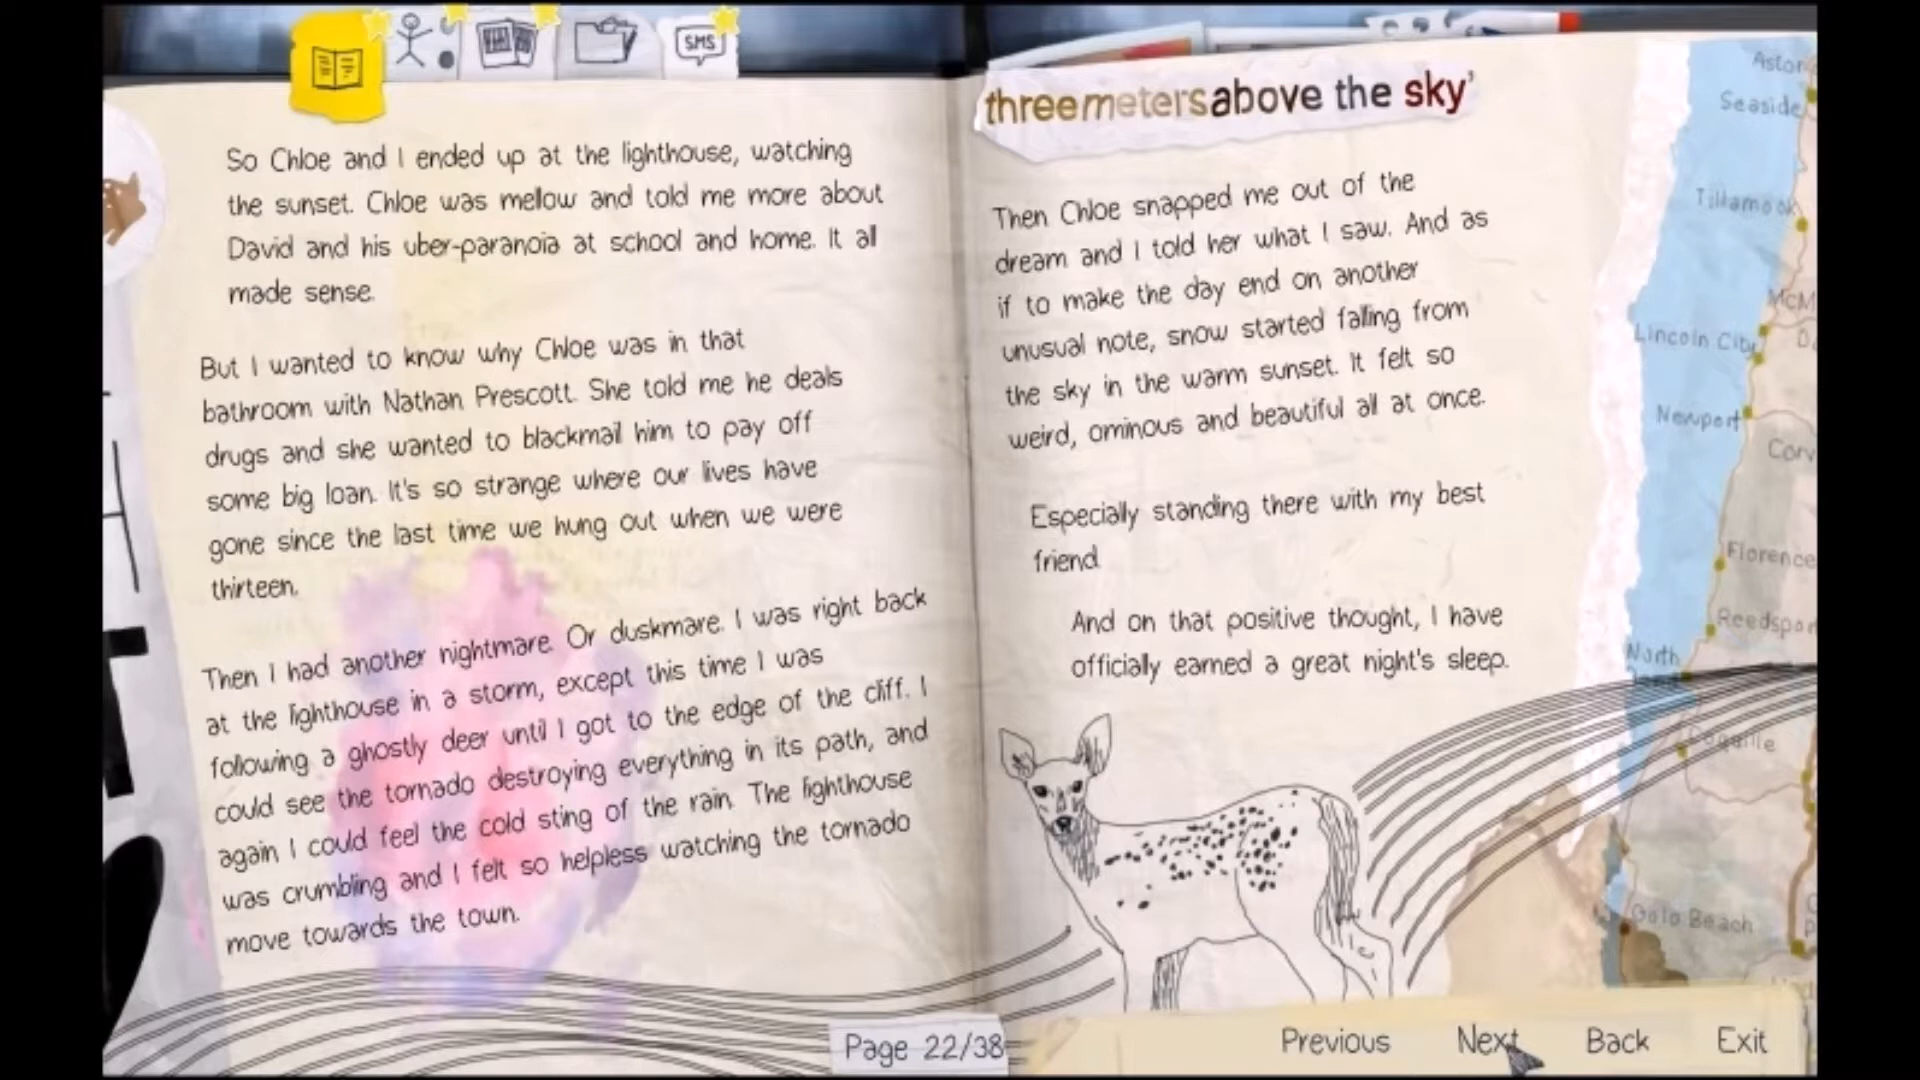 SMS
So Chloe and I ended up at the lighthouse, watching
the sunset. Chloe was mellow and told me more about
David and his uber-paranoia at school and home. It all
made sense.
But I wanted to know why Chloe was in that
bathroom with Nathan Prescott. She told me he deals
drugs and she wanted to blackmail him to pay off
some big loan. It's so strange where our lives have
gone since the last time we hung out when we were
thirteen.
Then I had another nightmare. Or duskmare. I was right back
at the lighthouse in a storm, except this time I was
following a ghostly deer until I got to the edge of the cliff. I
could see the tornado destroying everything in its path, and
again I could feel the cold sting of the rain. The lighthouse
was crumbling and I felt so helpless watching the tornado
move towards the town.
threemetersabove the sky'
Then Chloe snapped me out of the
dream and I told her what I saw. And as
if to make the day end on another
unusual note, snow started falling from
the sky in the warm sunset. It felt so
weird, ominous and beautiful all at once.
Especially standing there with my best
friend.
And on that positive thought, I have
officially earned a great night's sleep.
Seaside
Tillamook
Lincoln City
Newport
Florence
Reedspor
North
Coquille
Gold Beach
Page 22/38
Previous
Next
Back
Exit